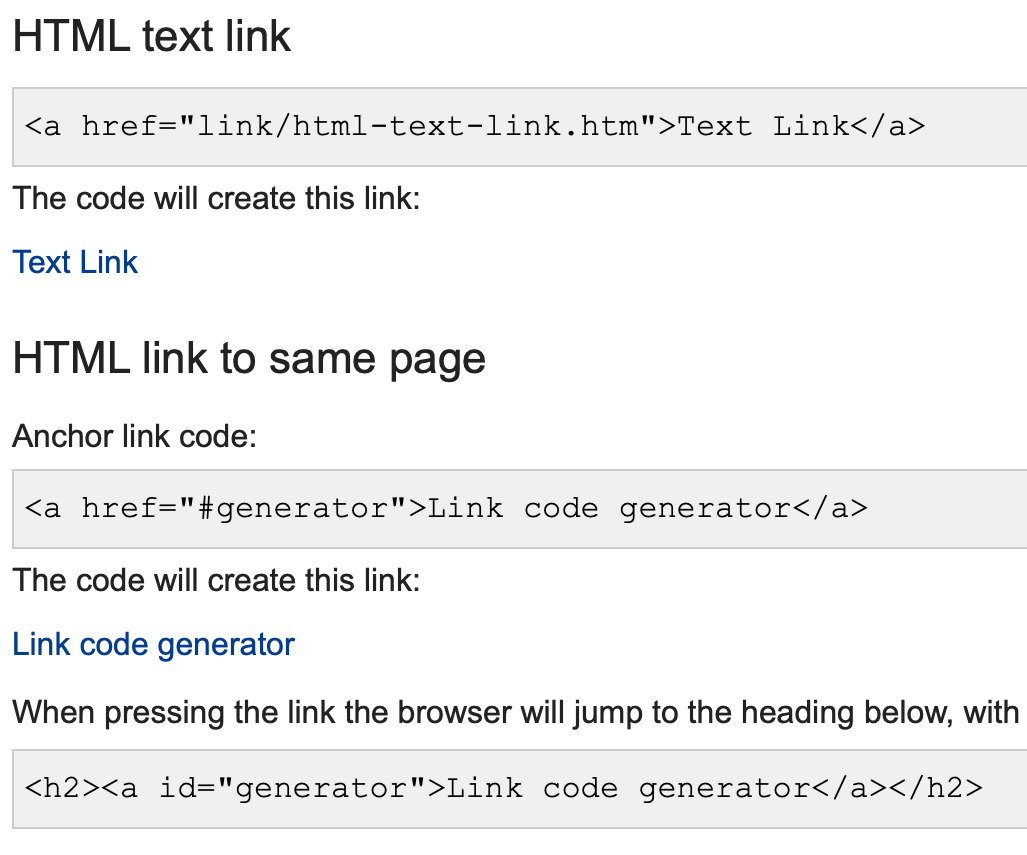 HTML text link
<a href="link/html-text-link.htm">Text Link</a>
The code will create this link:
Text Link
HTML link to same page
Anchor link code:
<a href="#generator">Link code generator</a>
The code will create this link:
Link code generator
When pressing the link the browser will jump to the heading below, with
<h2><a id="generator">Link code generator</a></h2>